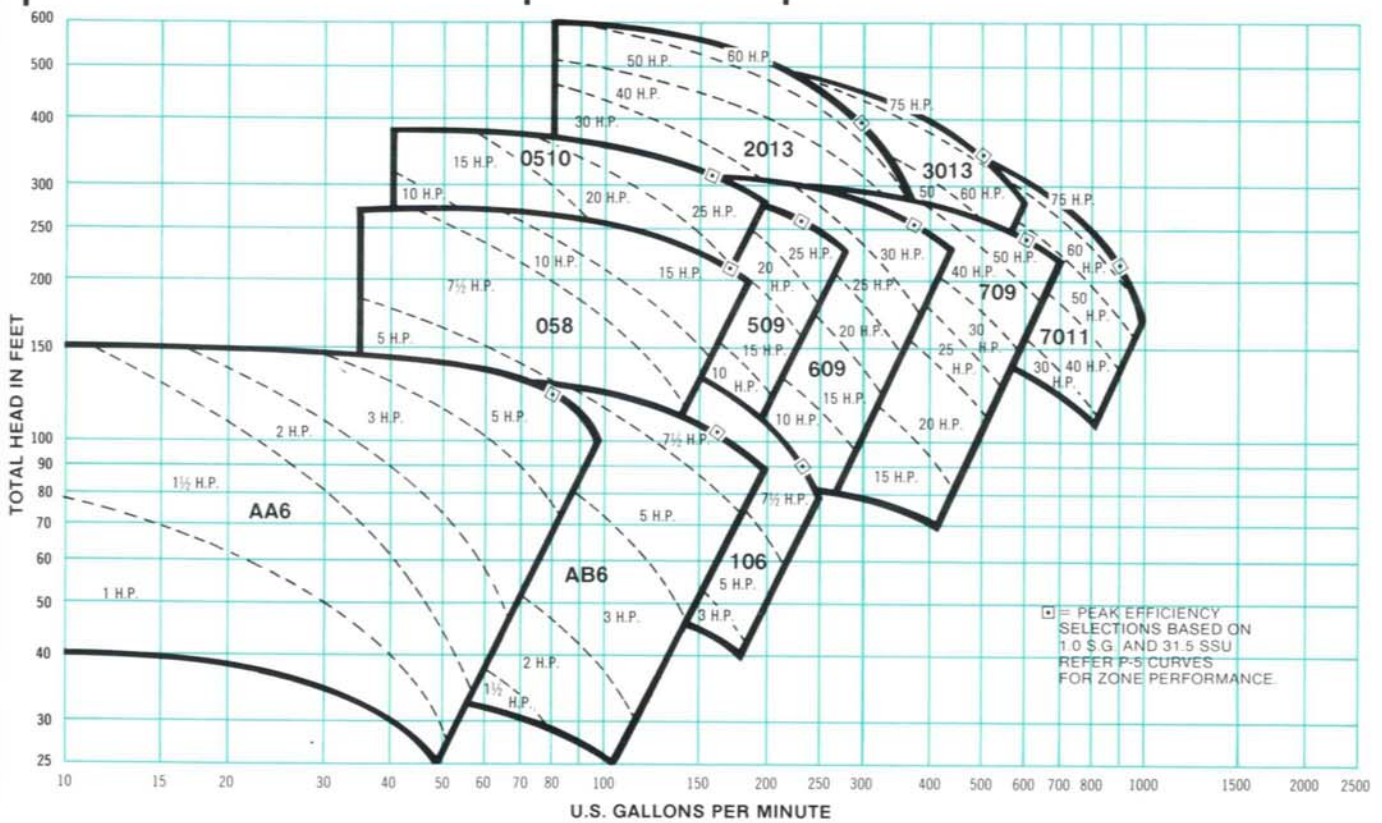 600
500
400
300
250
200
150
100
90
80
70
60
50
40
30
25
TOTAL HEAD IN FEET
50 H.P.
60 H.P.
40 H.P.
30 H.P.
2013
75 H.P.
3013
50
60 H.P.
75 H.P.
15 H.P.
0510
10 H.P.
20 H.P.
25 H.P.
10 H.P.
15 H.P.
7½ H.P.
5 H.P.
058
20
H.P.
25 H.P.
509
15 H.P.
10
H.P.
30 H.P.
25 H.P.
20 H.P.
609
15 H.P.
10 H.P.
50 H.P.
40 H.P.
709
30
H.P.
25
H.P.
20 H.P.
15 H.P.
60
H.P.
50
H.P.
7011
30
H.P.
40 H.P.
5 H.P.
3 H.P.
2 H.P.
1½ H.P.
AA6
1 H.P.
7½ H.P.
5 H.P.
AB6
3 H.P.
2 H.P.
1½
H.P.
7½ H.P.
106
5 H.P.
3 H.P.
⊡ = PEAK EFFICIENCY
SELECTIONS BASED ON
1.0 S.G. AND 31.5 SSU
REFER P-5 CURVES
FOR ZONE PERFORMANCE.
10 15 20 30 40 50 60 70 80 100 150 200 250 300 400 500 600 700 800 1000 1500 2000 2500
U.S. GALLONS PER MINUTE